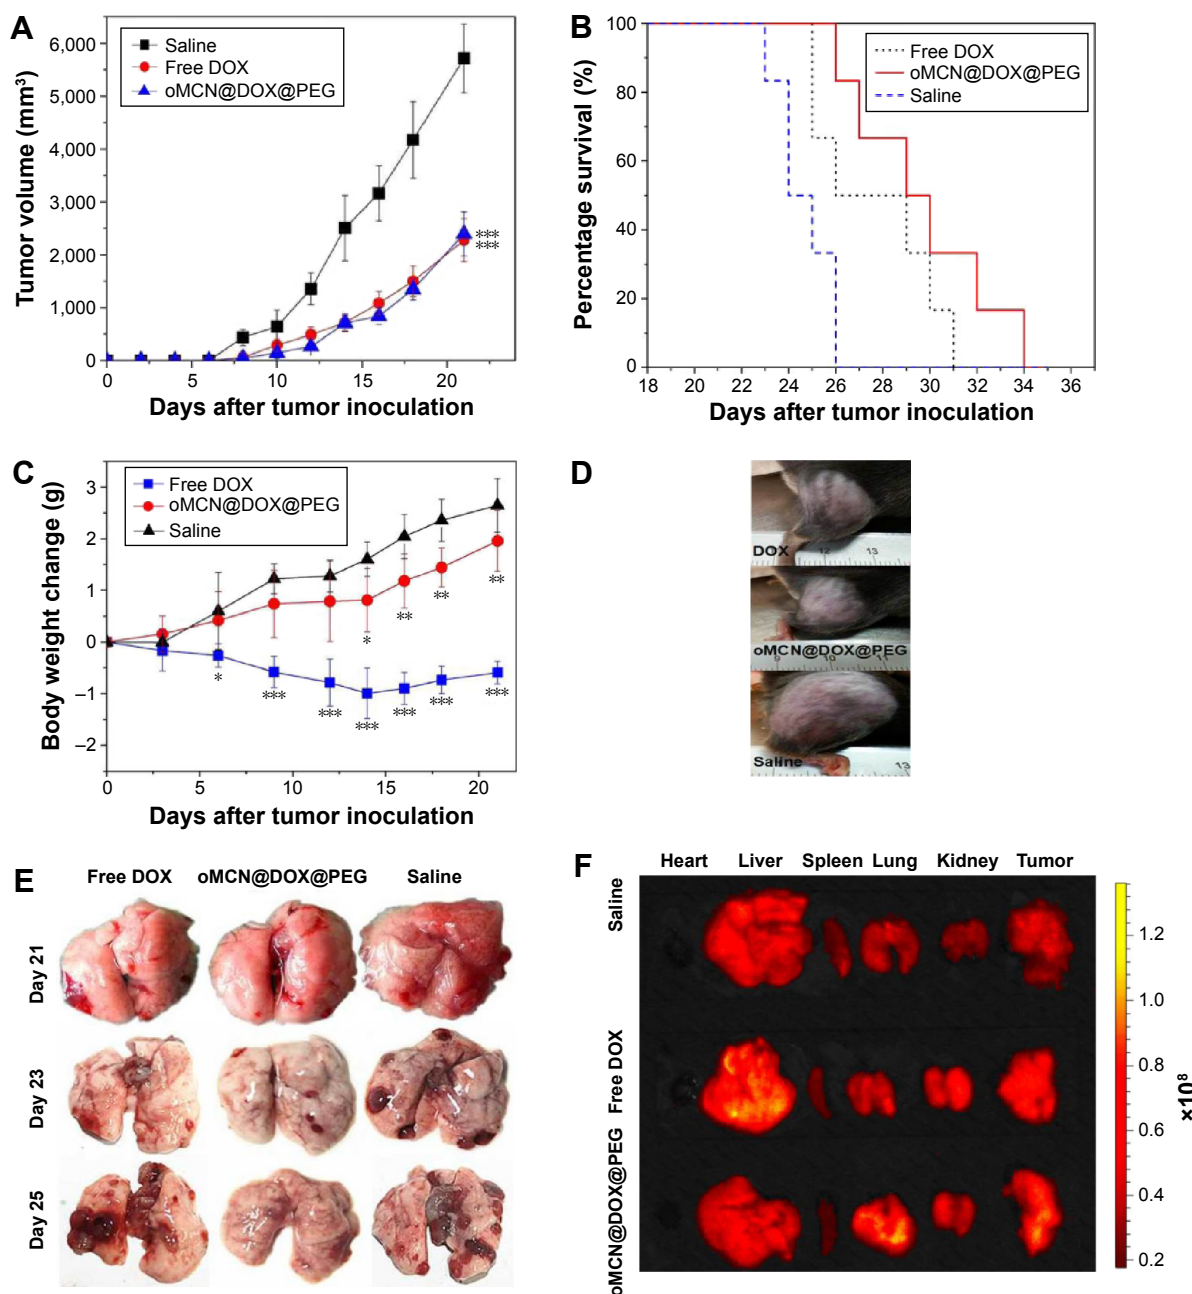 A
Saline
Free DOX
oMCN@DOX@PEG
Tumor volume (mm³)
6,000
5,000
4,000
3,000
2,000
1,000
0
***
***
0 5 10 15 20
Days after tumor inoculation
B
Free DOX
oMCN@DOX@PEG
Saline
Percentage survival (%)
100
80
60
40
20
0
18 20 22 24 26 28 30 32 34 36
Days after tumor inoculation
C
Free DOX
oMCN@DOX@PEG
Saline
Body weight change (g)
3
2
1
0
–1
–2
* ** ** **
* *** *** *** *** *** ***
0 5 10 15 20
Days after tumor inoculation
D
DOX
12 13
oMCN@DOX@PEG
9 10 11
Saline
13
E
Free DOX oMCN@DOX@PEG Saline
Day 21
Day 23
Day 25
F
Heart Liver Spleen Lung Kidney Tumor
Saline
Free DOX
oMCN@DOX@PEG
1.2
1.0
0.8
0.6
0.4
0.2
×10⁸